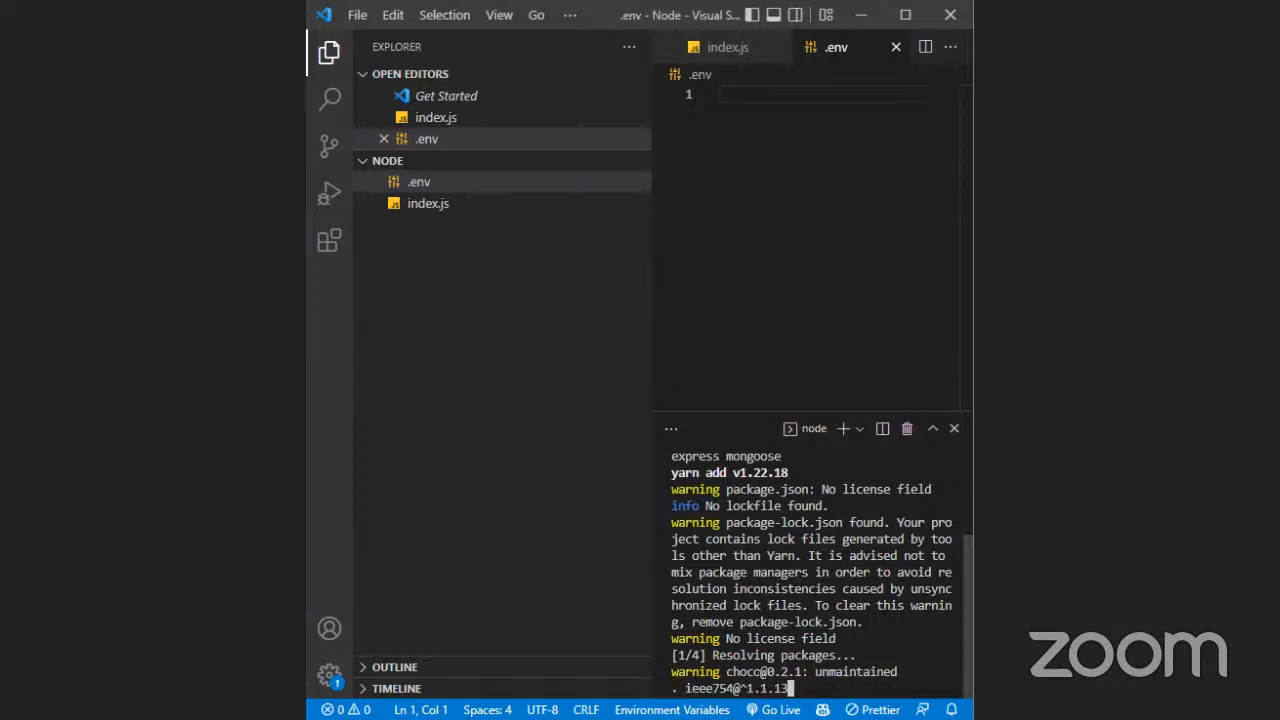 File Edit Selection View Go ··· .env - Node - Visual S...
EXPLORER ···
OPEN EDITORS
Get Started
index.js
.env
NODE
.env
index.js
OUTLINE
TIMELINE
index.js .env ···
.env
1
··· node
express mongoose
yarn add v1.22.18
warning package.json: No license field
info No lockfile found.
warning package-lock.json found. Your pro
ject contains lock files generated by too
ls other than Yarn. It is advised not to
mix package managers in order to avoid re
solution inconsistencies caused by unsync
hronized lock files. To clear this warnin
g, remove package-lock.json.
warning No license field
[1/4] Resolving packages...
warning chocc@0.2.1: unmaintained
. ieee754@^1.1.13
1
0 0 Ln 1, Col 1 Spaces: 4 UTF-8 CRLF Environment Variables Go Live Prettier
zoom